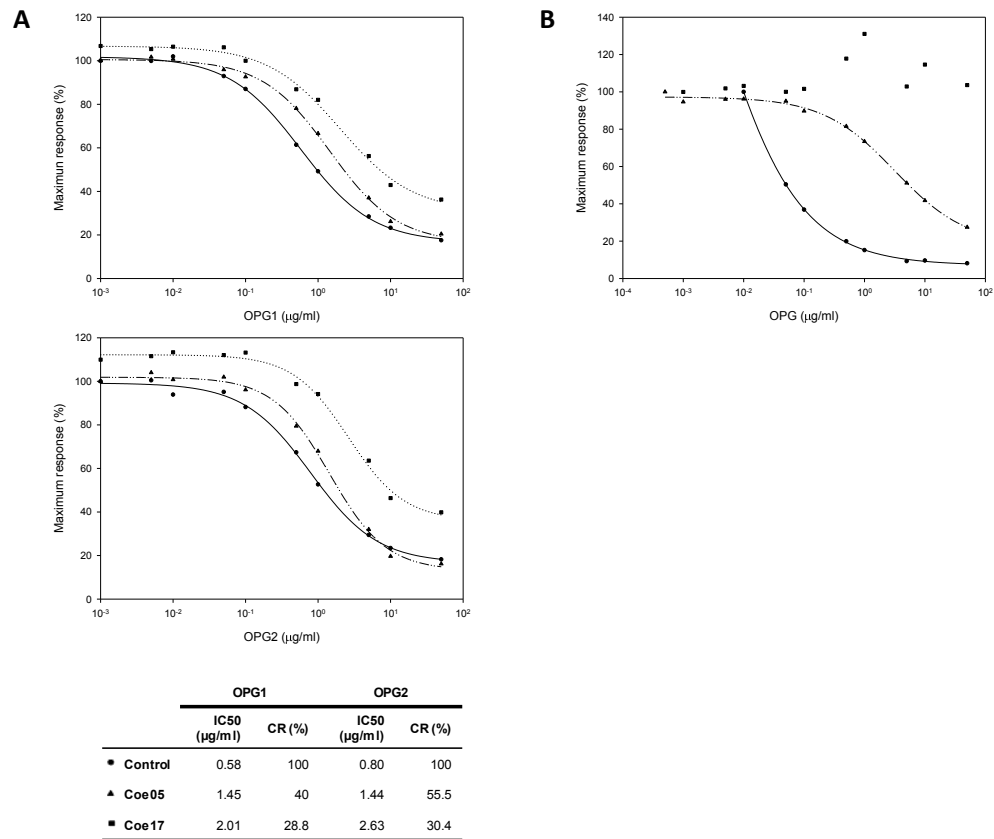 A
120
100
80
60
40
20
0
Maximun response (%)
10-3 10-2 10-1 100 101 102
OPG1 (µg/ml)
120
100
80
60
40
20
0
Maximum response (%)
10-3 10-2 10-1 100 101 102
OPG2 (µg/ml)
B
140
120
100
80
60
40
20
0
Maximum response (%)
10-4 10-3 10-2 10-1 100 101 102
OPG (µg/ml)
OPG1 OPG2
IC50 (µg/ml) CR (%) IC50 (µg/ml) CR (%)
Control 0.58 100 0.80 100
Coe05 1.45 40 1.44 55.5
Coe17 2.01 28.8 2.63 30.4